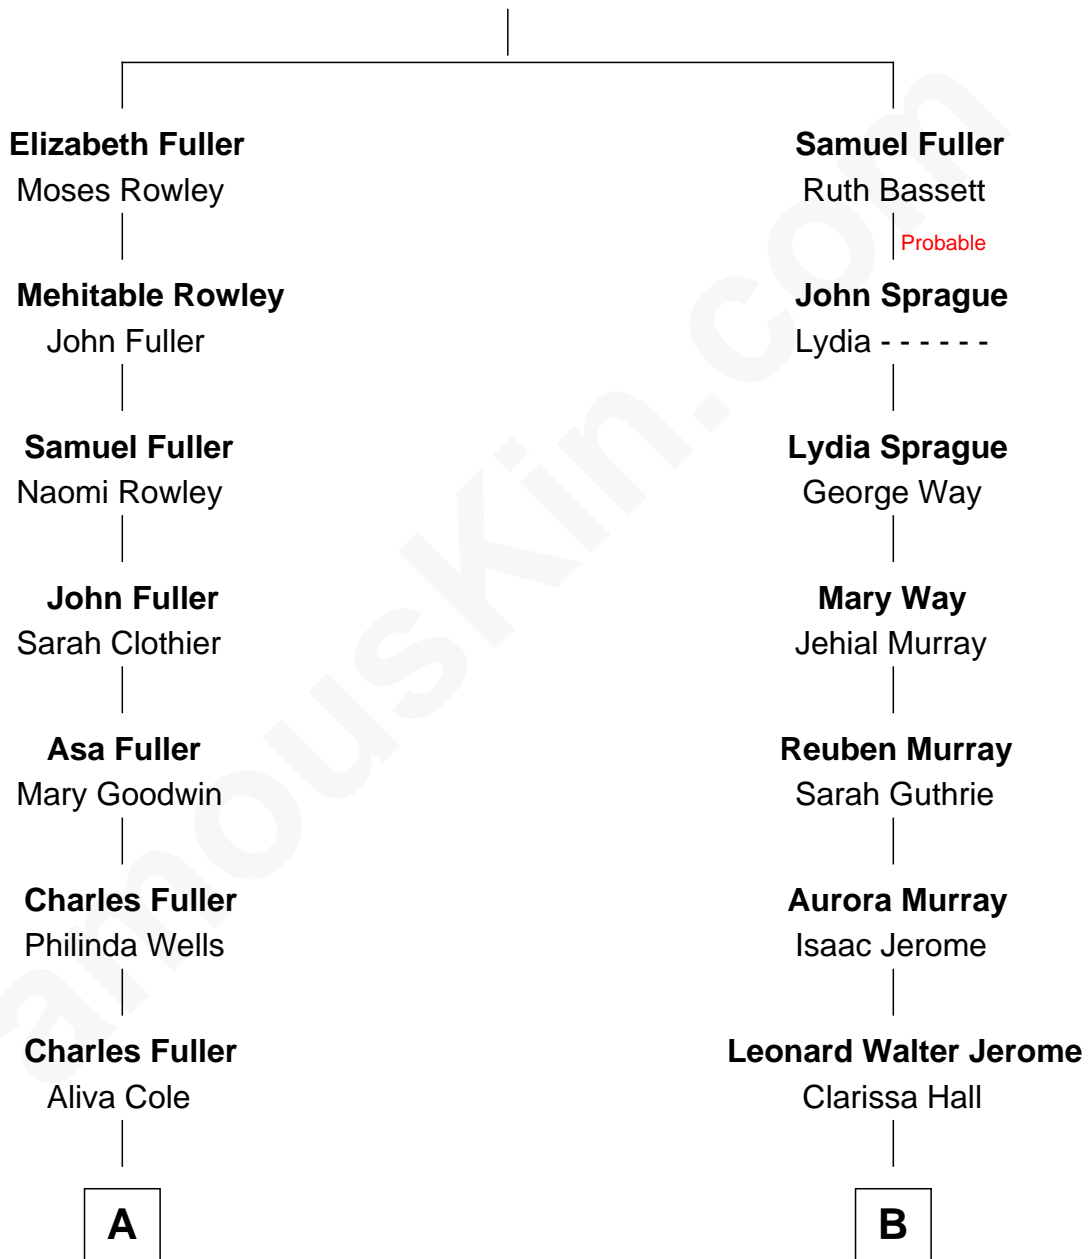 Elizabeth Fuller
Moses Rowley
Mehitable Rowley
John Fuller
Samuel Fuller
Naomi Rowley
John Fuller
Sarah Clothier
Asa Fuller
Mary Goodwin
Charles Fuller
Philinda Wells
Charles Fuller
Aliva Cole
A
Samuel Fuller
Ruth Bassett
Probable
John Sprague
Lydia - - - - - -
Lydia Sprague
George Way
Mary Way
Jehial Murray
Reuben Murray
Sarah Guthrie
Aurora Murray
Isaac Jerome
Leonard Walter Jerome
Clarissa Hall
B
amousKin.com